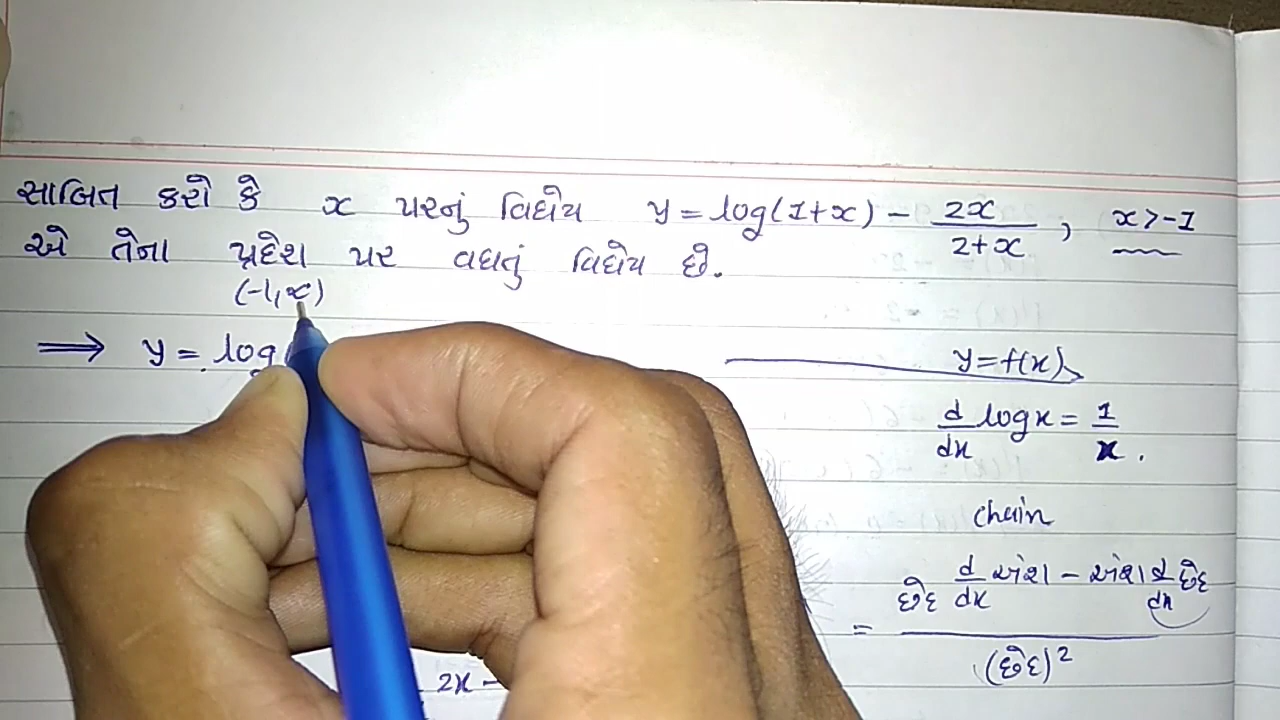 સાબિત કરો કે x પરનું વિધેય y = log(1+x) - 2x/2+x , x>-1
એ તેના પ્રદેશ પર વધતું વિધેય છે.
(-1,∝)
⟹ y = log
y=f(x)
d/dx logx = 1/x .
chain
= છેદ d/dx અંશ - અંશ d/dx છેદ / (છેદ)²
2x -